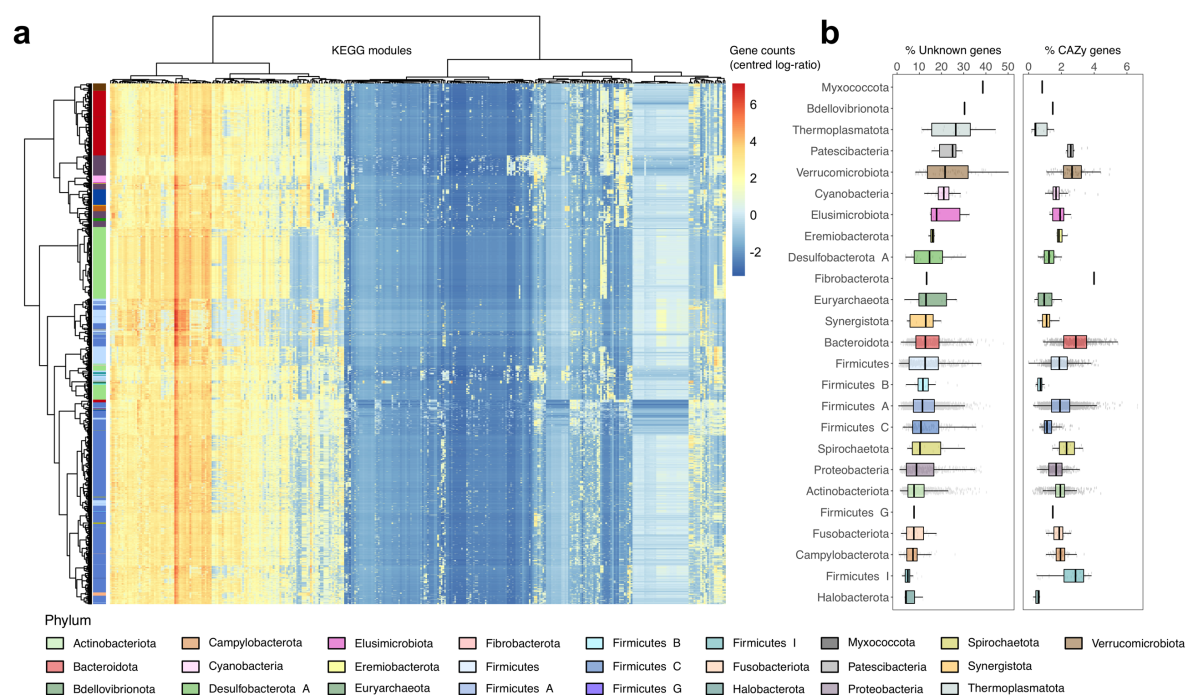 a
KEGG modules
Gene counts
(centred log-ratio)
6
4
2
0
-2
b
% Unknown genes
% CAZy genes
0 10 20 30 40 50
0 2 4 6
Myxococcota
Bdellovibrionota
Thermoplasmatota
Patescibacteria
Verrucomicrobiota
Cyanobacteria
Elusimicrobiota
Eremiobacterota
Desulfobacterota A
Fibrobacterota
Euryarchaeota
Synergistota
Bacteroidota
Firmicutes
Firmicutes B
Firmicutes A
Firmicutes C
Spirochaetota
Proteobacteria
Actinobacteriota
Firmicutes G
Fusobacteriota
Campylobacterota
Firmicutes I
Halobacterota
Phylum
Actinobacteriota Campylobacterota Elusimicrobiota Fibrobacterota Firmicutes B Firmicutes I Myxococcota Spirochaetota Verrucomicrobiota
Bacteroidota Cyanobacteria Eremiobacterota Firmicutes Firmicutes C Fusobacteriota Patescibacteria Synergistota
Bdellovibrionota Desulfobacterota A Euryarchaeota Firmicutes A Firmicutes G Halobacterota Proteobacteria Thermoplasmatota